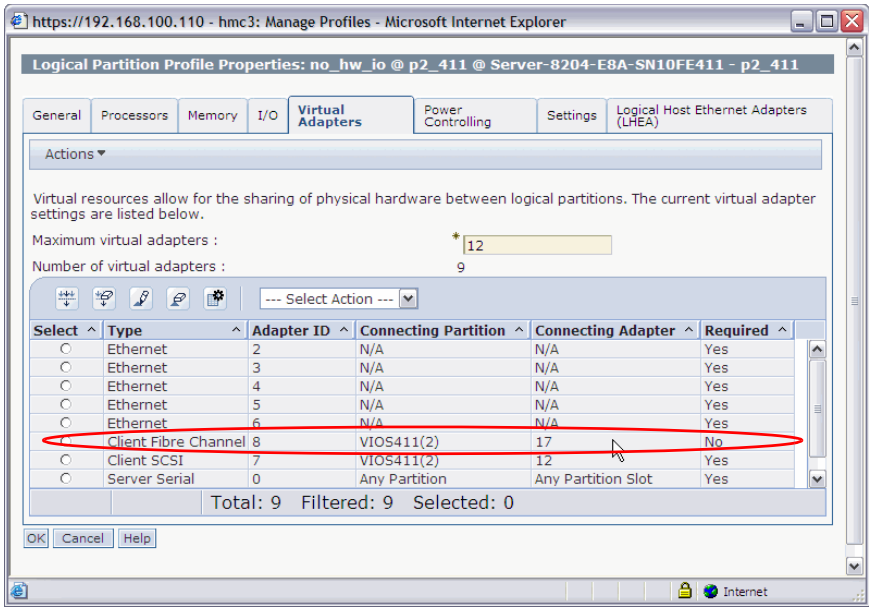 https://192.168.100.110 - hmc3: Manage Profiles - Microsoft Internet Explorer
Logical Partition Profile Properties: no_hw_io @ p2_411 @ Server-8204-E8A-SN10FE411 - p2_411
General Processors Memory I/O Virtual Adapters Power Controlling Settings Logical Host Ethernet Adapters (LHEA)
Actions
Virtual resources allow for the sharing of physical hardware between logical partitions. The current virtual adapter
settings are listed below.
Maximum virtual adapters : * 12
Number of virtual adapters : 9
--- Select Action ---
Select ^ Type ^ Adapter ID ^ Connecting Partition ^ Connecting Adapter ^ Required ^
Ethernet 2 N/A N/A Yes
Ethernet 3 N/A N/A Yes
Ethernet 4 N/A N/A Yes
Ethernet 5 N/A N/A Yes
Ethernet 6 N/A N/A Yes
Client Fibre Channel 8 VIOS411(2) 17 No
Client SCSI 7 VIOS411(2) 12 Yes
Server Serial 0 Any Partition Any Partition Slot Yes
Total: 9 Filtered: 9 Selected: 0
OK Cancel Help
Internet